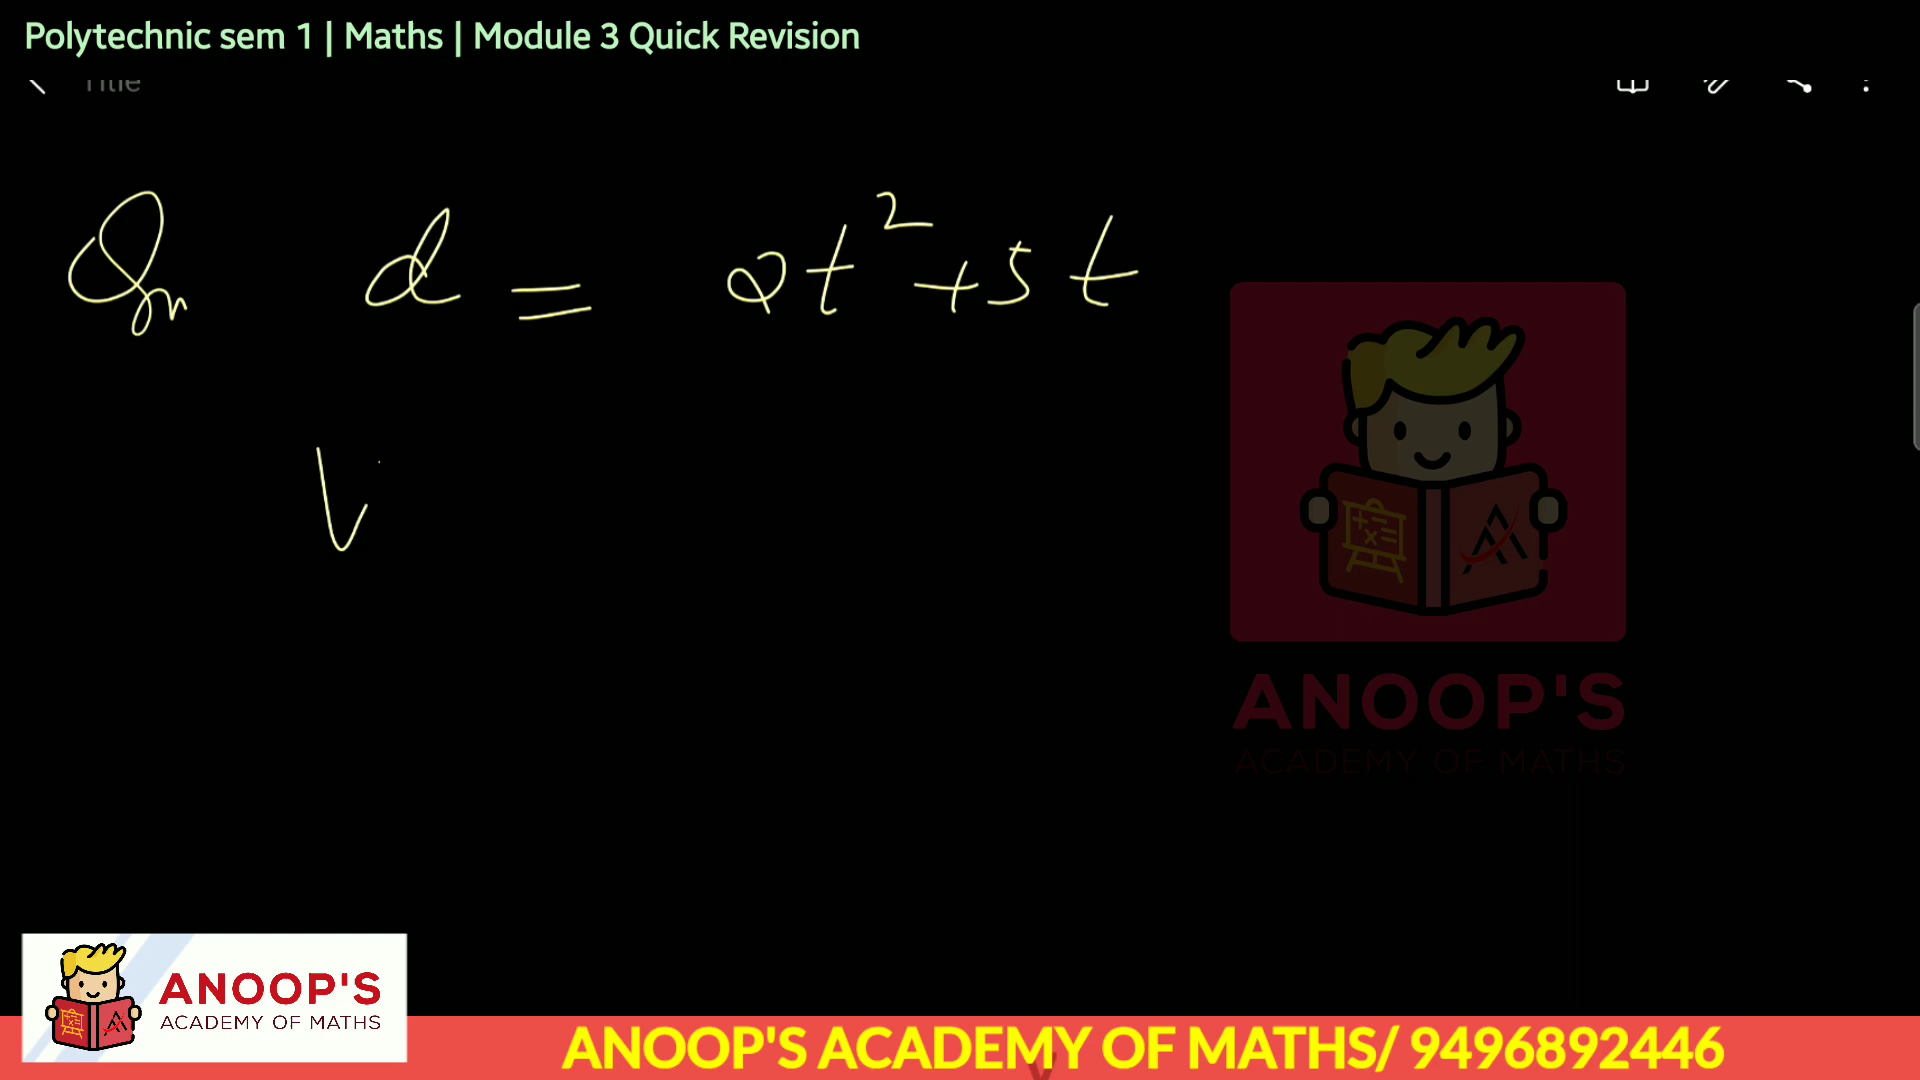 Polytechnic sem 1 | Maths | Module 3 Quick Revision
Title
Qn d = 2t² + 5t
V
ANOOP'S
ACADEMY OF MATHS
ANOOP'S
ACADEMY OF MATHS
ANOOP'S ACADEMY OF MATHS/ 9496892446